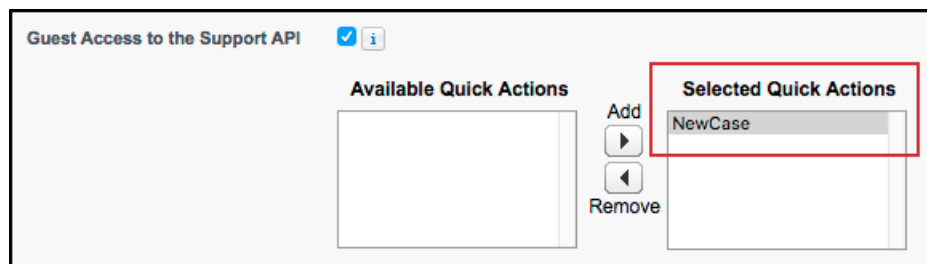 Guest Access to the Support API
i
Available Quick Actions
Add
Remove
Selected Quick Actions
NewCase